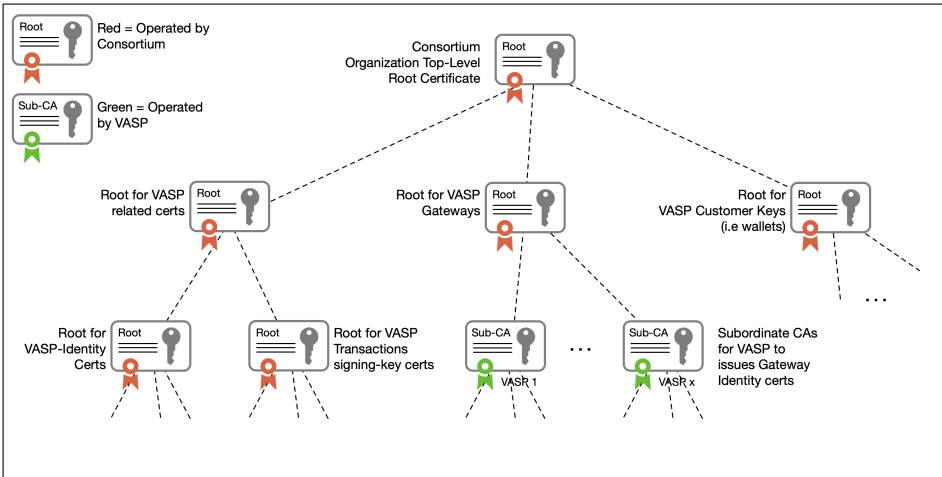 Root
Red = Operated by
Consortium
Sub-CA
Green = Operated
by VASP
Consortium
Organization Top-Level
Root Certificate
Root
Root for VASP
related certs
Root
Root for VASP
Gateways
Root
Root for
VASP Customer Keys
(i.e wallets)
Root
...
Root for
VASP-Identity
Certs
Root
Root
Root for VASP
Transactions
signing-key certs
Sub-CA
VASP 1
...
Sub-CA
VASP x
Subordinate CAs
for VASP to
issues Gateway
Identity certs